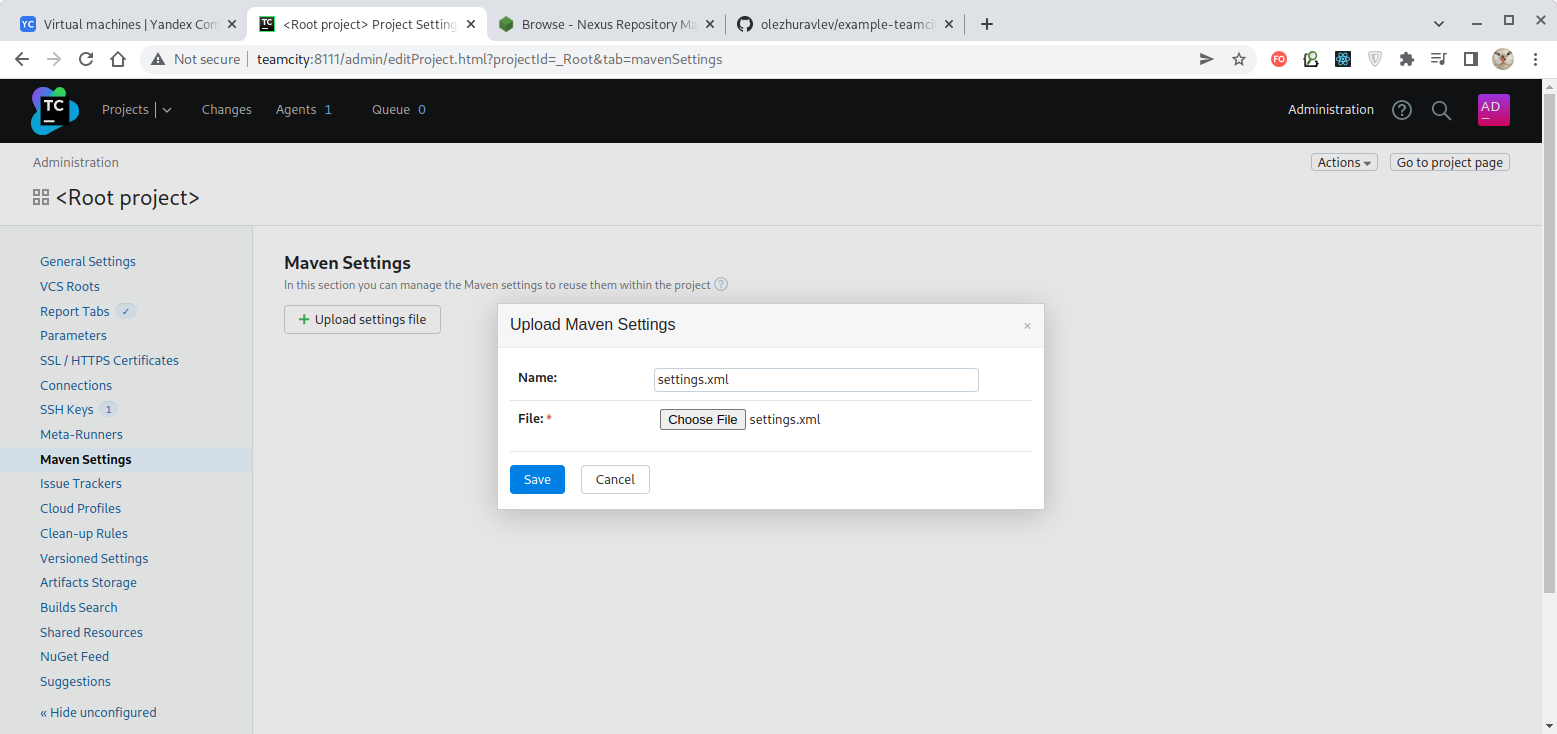 YC Virtual machines | Yandex Com
TC <Root project> Project Settings
Browse - Nexus Repository Ma
olezhuravlev/example-teamcit
Not secure | teamcity:8111/admin/editProject.html?projectId=_Root&tab=mavenSettings
FO
TC Projects Changes Agents 1 Queue 0 Administration ? AD
Administration Actions Go to project page
<Root project>
General Settings
VCS Roots
Report Tabs ✓
Parameters
SSL / HTTPS Certificates
Connections
SSH Keys 1
Meta-Runners
Maven Settings
Issue Trackers
Cloud Profiles
Clean-up Rules
Versioned Settings
Artifacts Storage
Builds Search
Shared Resources
NuGet Feed
Suggestions
« Hide unconfigured
Maven Settings
In this section you can manage the Maven settings to reuse them within the project ?
+ Upload settings file
Upload Maven Settings ×
Name: settings.xml
File: * Choose File settings.xml
Save Cancel